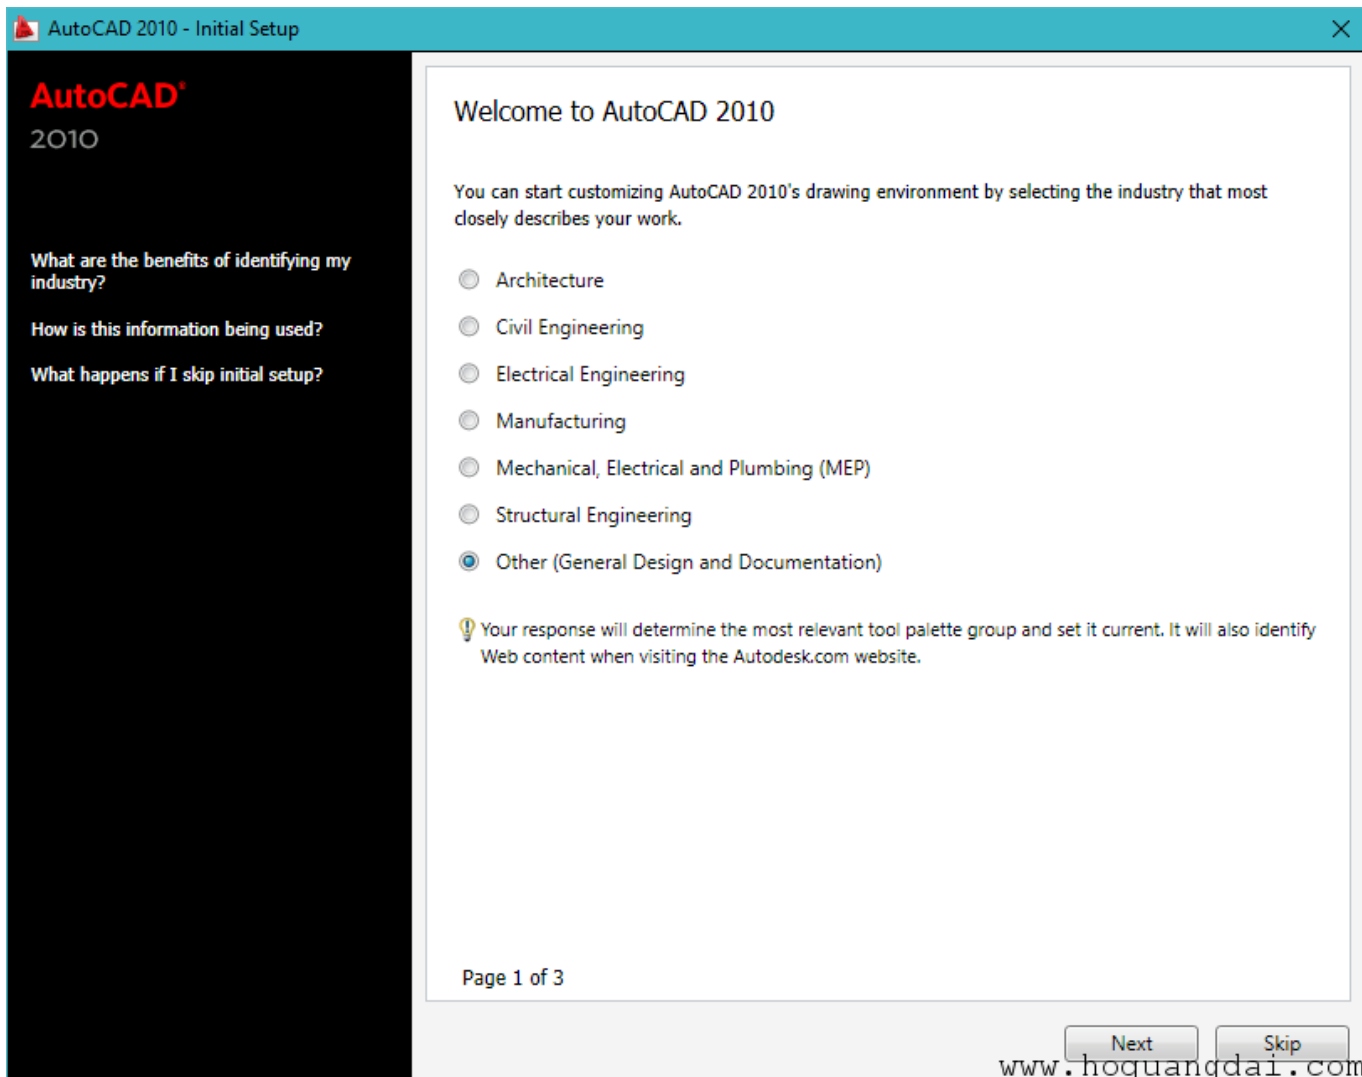 AutoCAD 2010 - Initial Setup
AutoCAD®
2010
What are the benefits of identifying my
industry?
How is this information being used?
What happens if I skip initial setup?
Welcome to AutoCAD 2010
You can start customizing AutoCAD 2010's drawing environment by selecting the industry that most
closely describes your work.
Architecture
Civil Engineering
Electrical Engineering
Manufacturing
Mechanical, Electrical and Plumbing (MEP)
Structural Engineering
Other (General Design and Documentation)
Your response will determine the most relevant tool palette group and set it current. It will also identify
Web content when visiting the Autodesk.com website.
Page 1 of 3
Next
Skip
www.hoquangdai.com